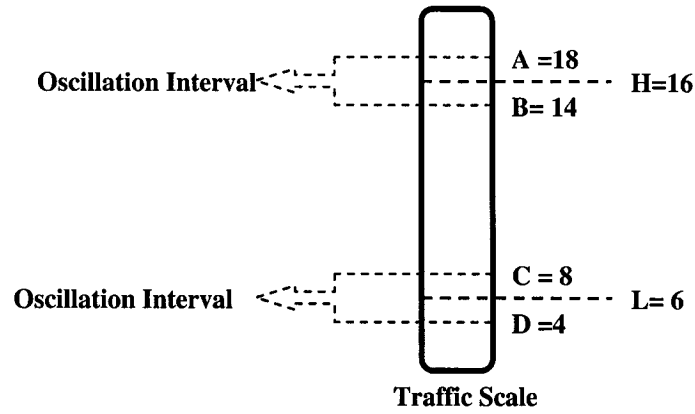 A =18
Oscillation Interval
H=16
B= 14
C = 8
Oscillation Interval
L= 6
D =4
Traffic Scale